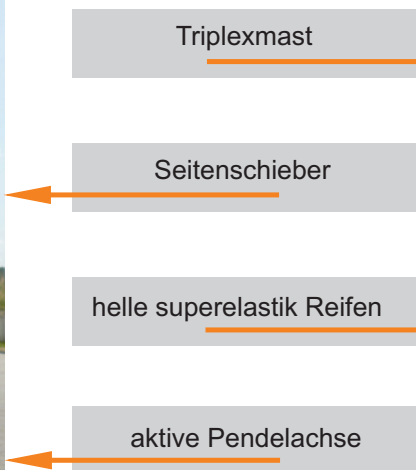 Triplexmast
Seitenschieber
helle superelastik Reifen
aktive Pendelachse